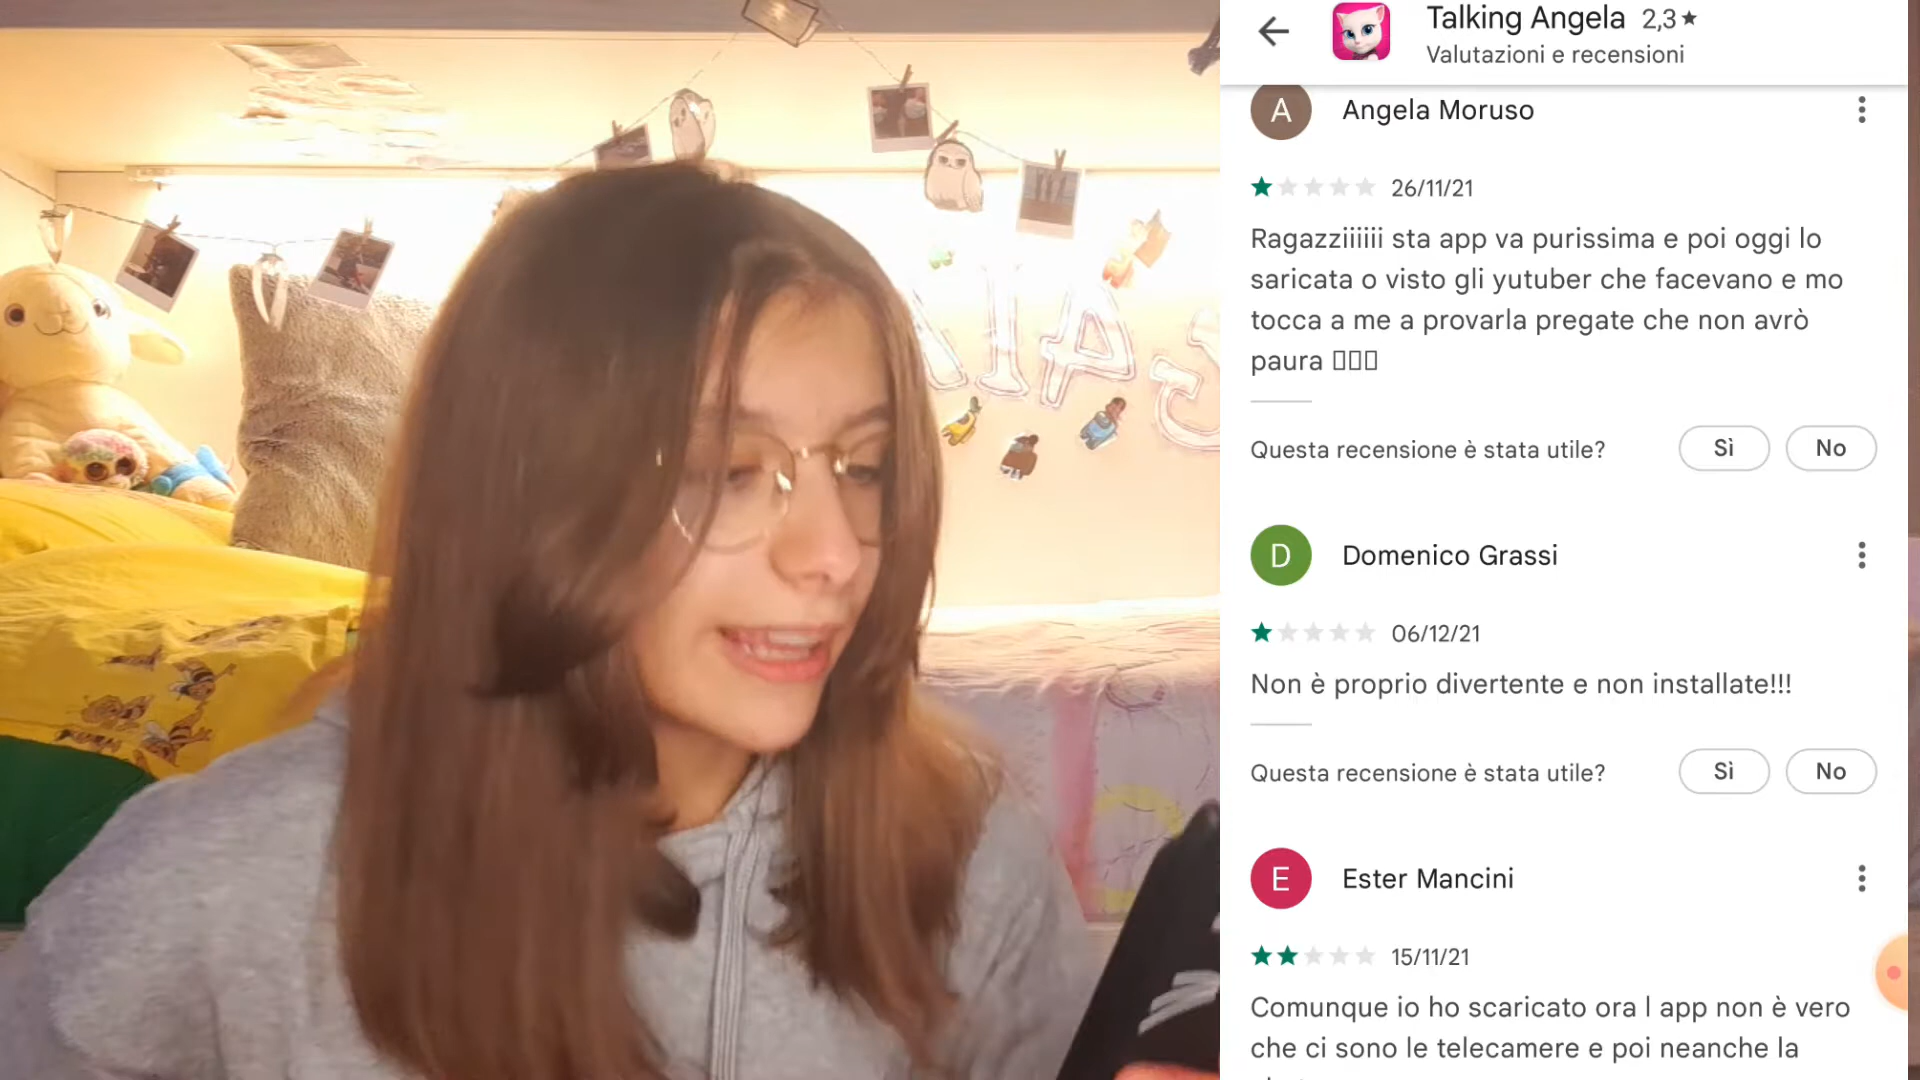 Talking Angela 2,3★
Valutazioni e recensioni
A Angela Moruso
26/11/21
Ragazziiiiii sta app va purissima e poi oggi lo
saricata o visto gli yutuber che facevano e mo
tocca a me a provarla pregate che non avrò
paura
Questa recensione è stata utile? Sì No
D Domenico Grassi
06/12/21
Non è proprio divertente e non installate!!!
Questa recensione è stata utile? Sì No
E Ester Mancini
15/11/21
Comunque io ho scaricato ora l app non è vero
che ci sono le telecamere e poi neanche la